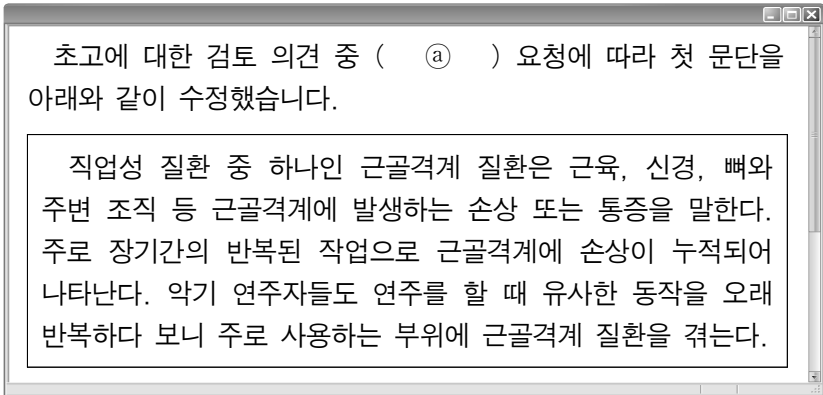 초고에 대한 검토 의견 중 ( ⓐ ) 요청에 따라 첫 문단을
아래와 같이 수정했습니다.
직업성 질환 중 하나인 근골격계 질환은 근육, 신경, 뼈와
주변 조직 등 근골격계에 발생하는 손상 또는 통증을 말한다.
주로 장기간의 반복된 작업으로 근골격계에 손상이 누적되어
나타난다. 악기 연주자들도 연주를 할 때 유사한 동작을 오래
반복하다 보니 주로 사용하는 부위에 근골격계 질환을 겪는다.